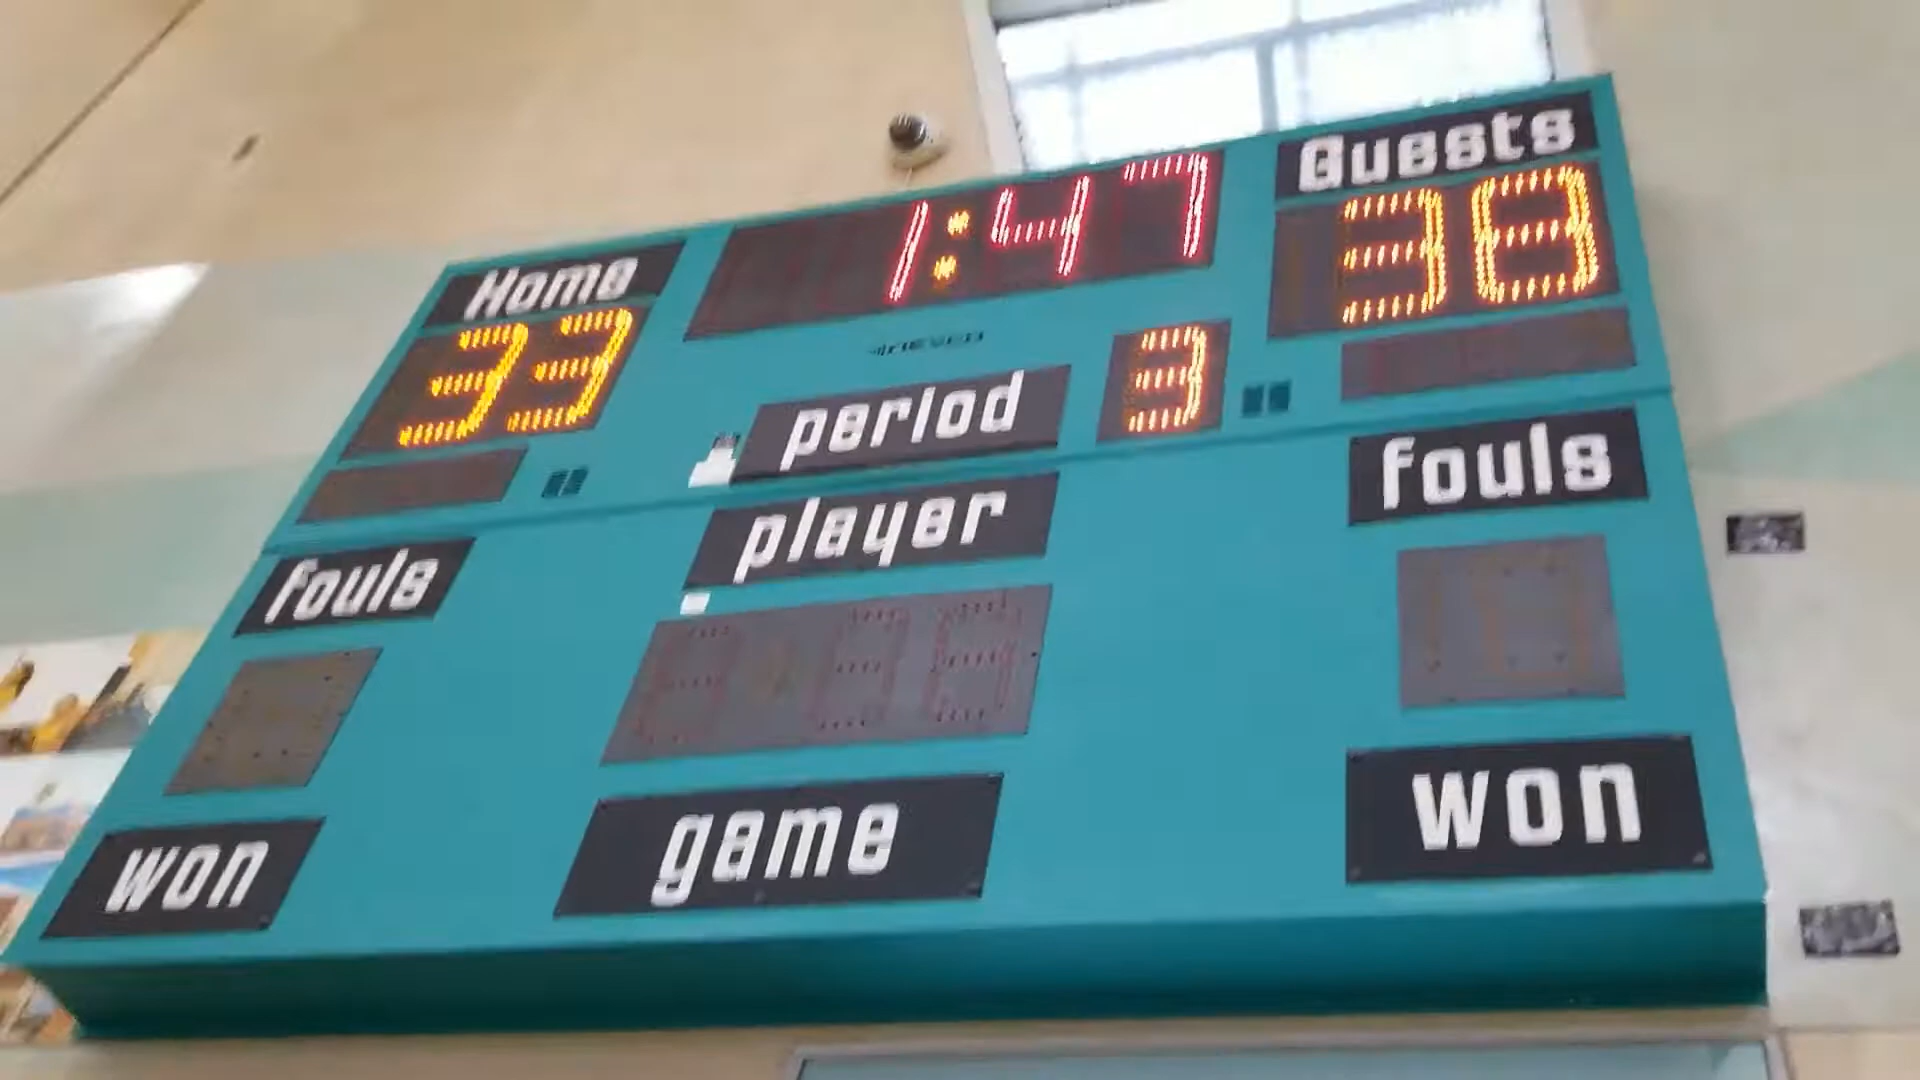 Home 1:47 Guests
33 38
period 3
player
fouls fouls
won game won